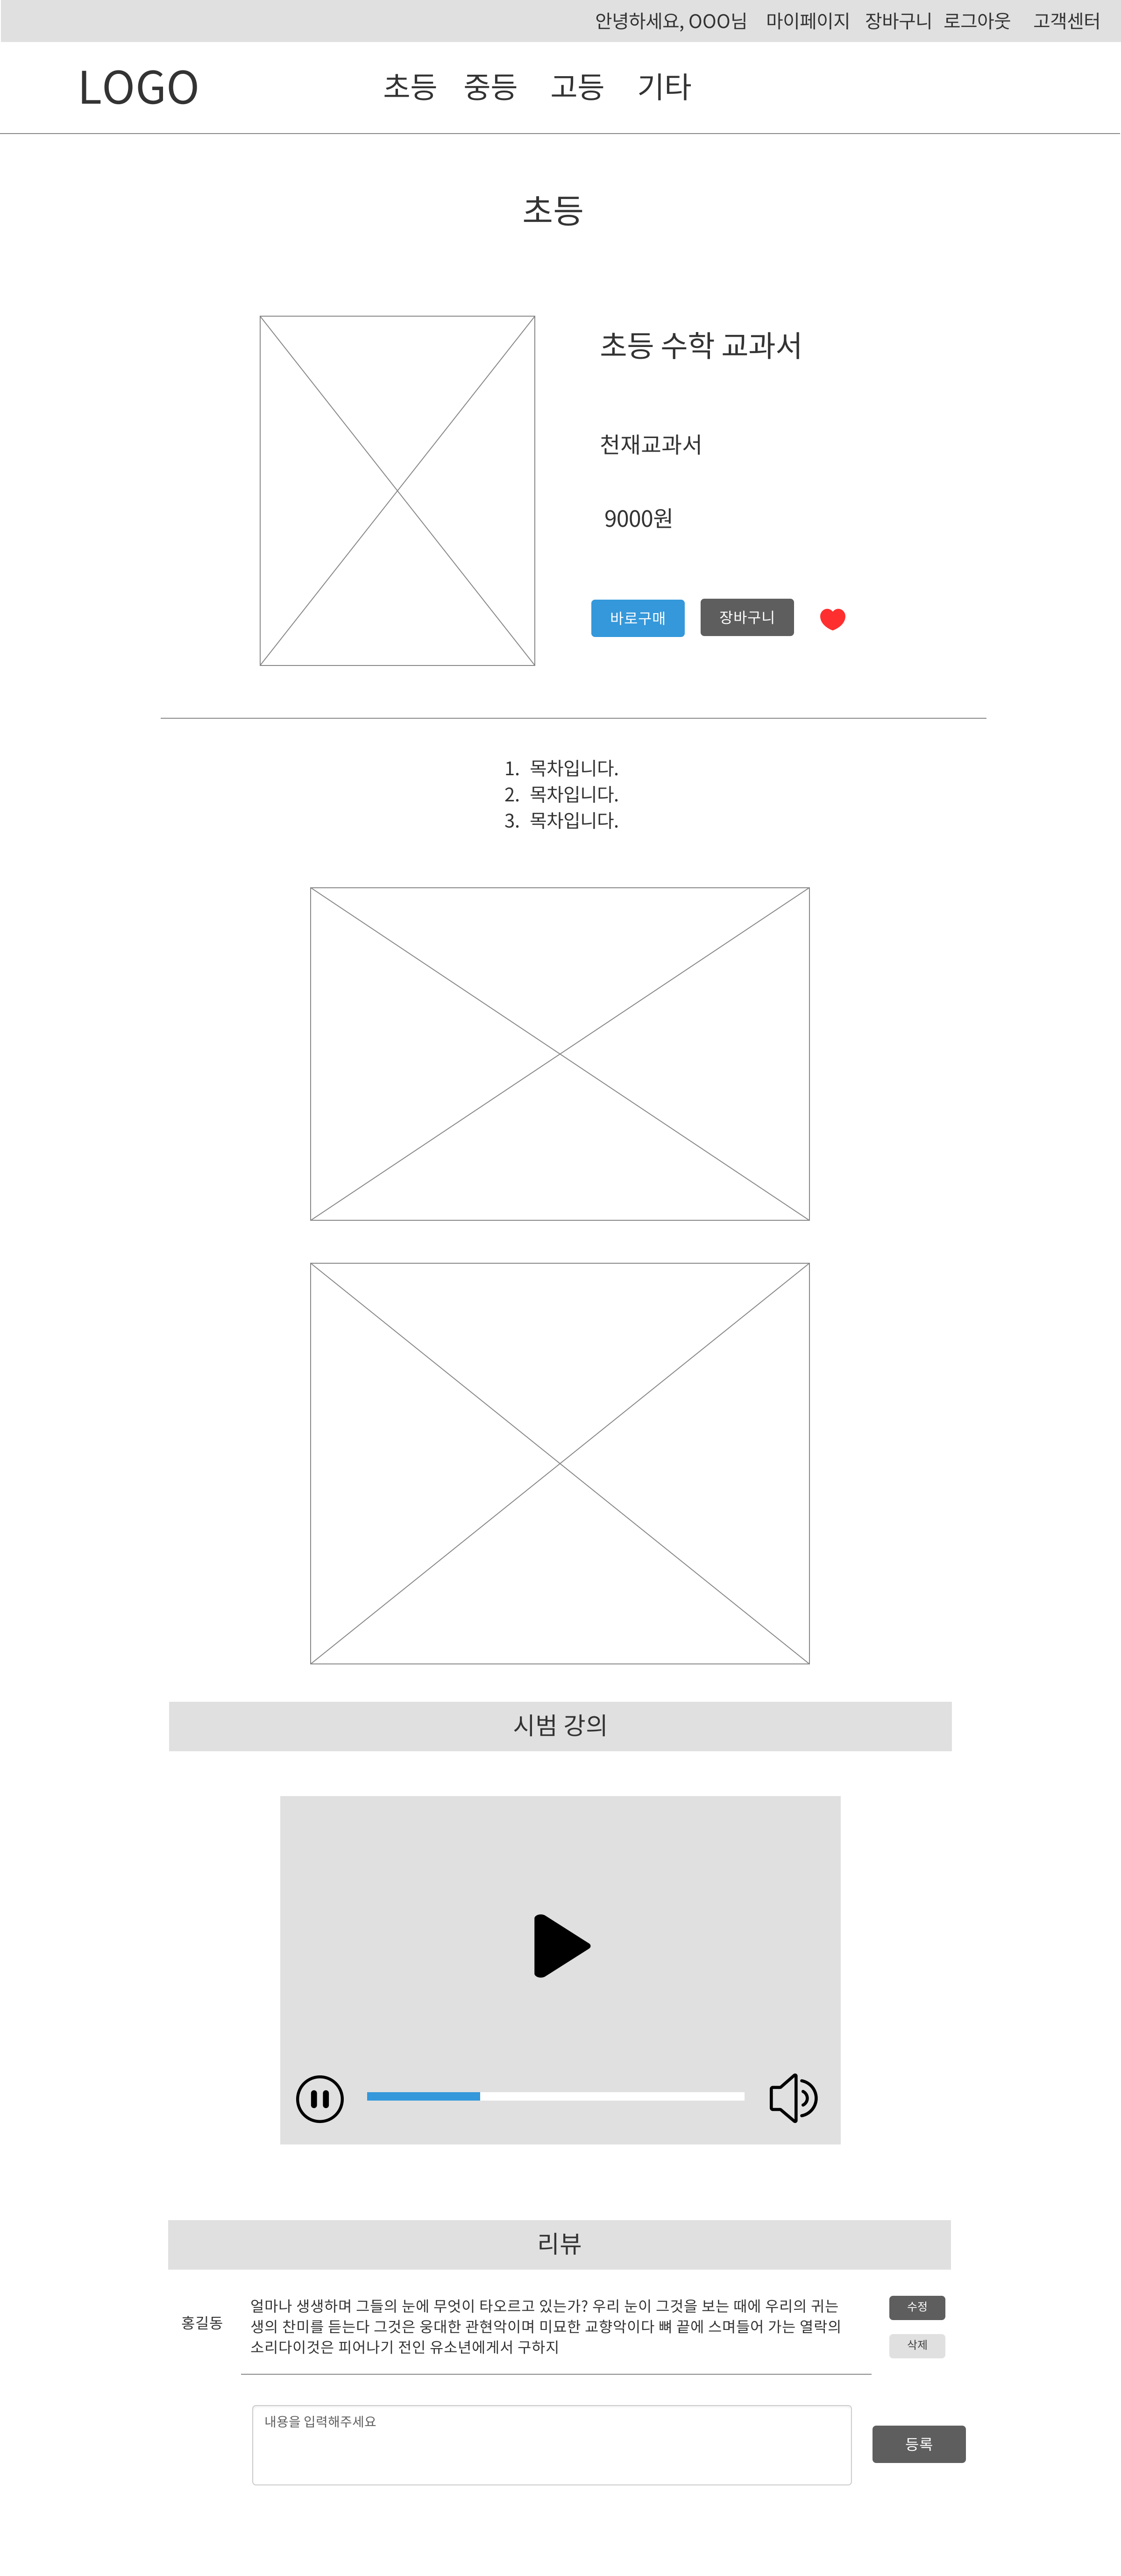 안녕하세요, OOO님 마이페이지 장바구니 로그아웃 고객센터
LOGO 초등 중등 고등 기타
초등
초등 수학 교과서
천재교과서
9000원
바로구매 장바구니
1. 목차입니다.
2. 목차입니다.
3. 목차입니다.
시범 강의
리뷰
홍길동
얼마나 생생하며 그들의 눈에 무엇이 타오르고 있는가? 우리 눈이 그것을 보는 때에 우리의 귀는
생의 찬미를 듣는다 그것은 웅대한 관현악이며 미묘한 교향악이다 뼈 끝에 스며들어 가는 열락의
소리다이것은 피어나기 전인 유소년에게서 구하지
수정
삭제
내용을 입력해주세요
등록